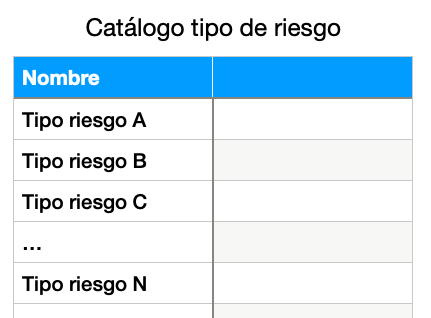 Catálogo tipo de riesgo
Nombre
Tipo riesgo A
Tipo riesgo B
Tipo riesgo C
...
Tipo riesgo N